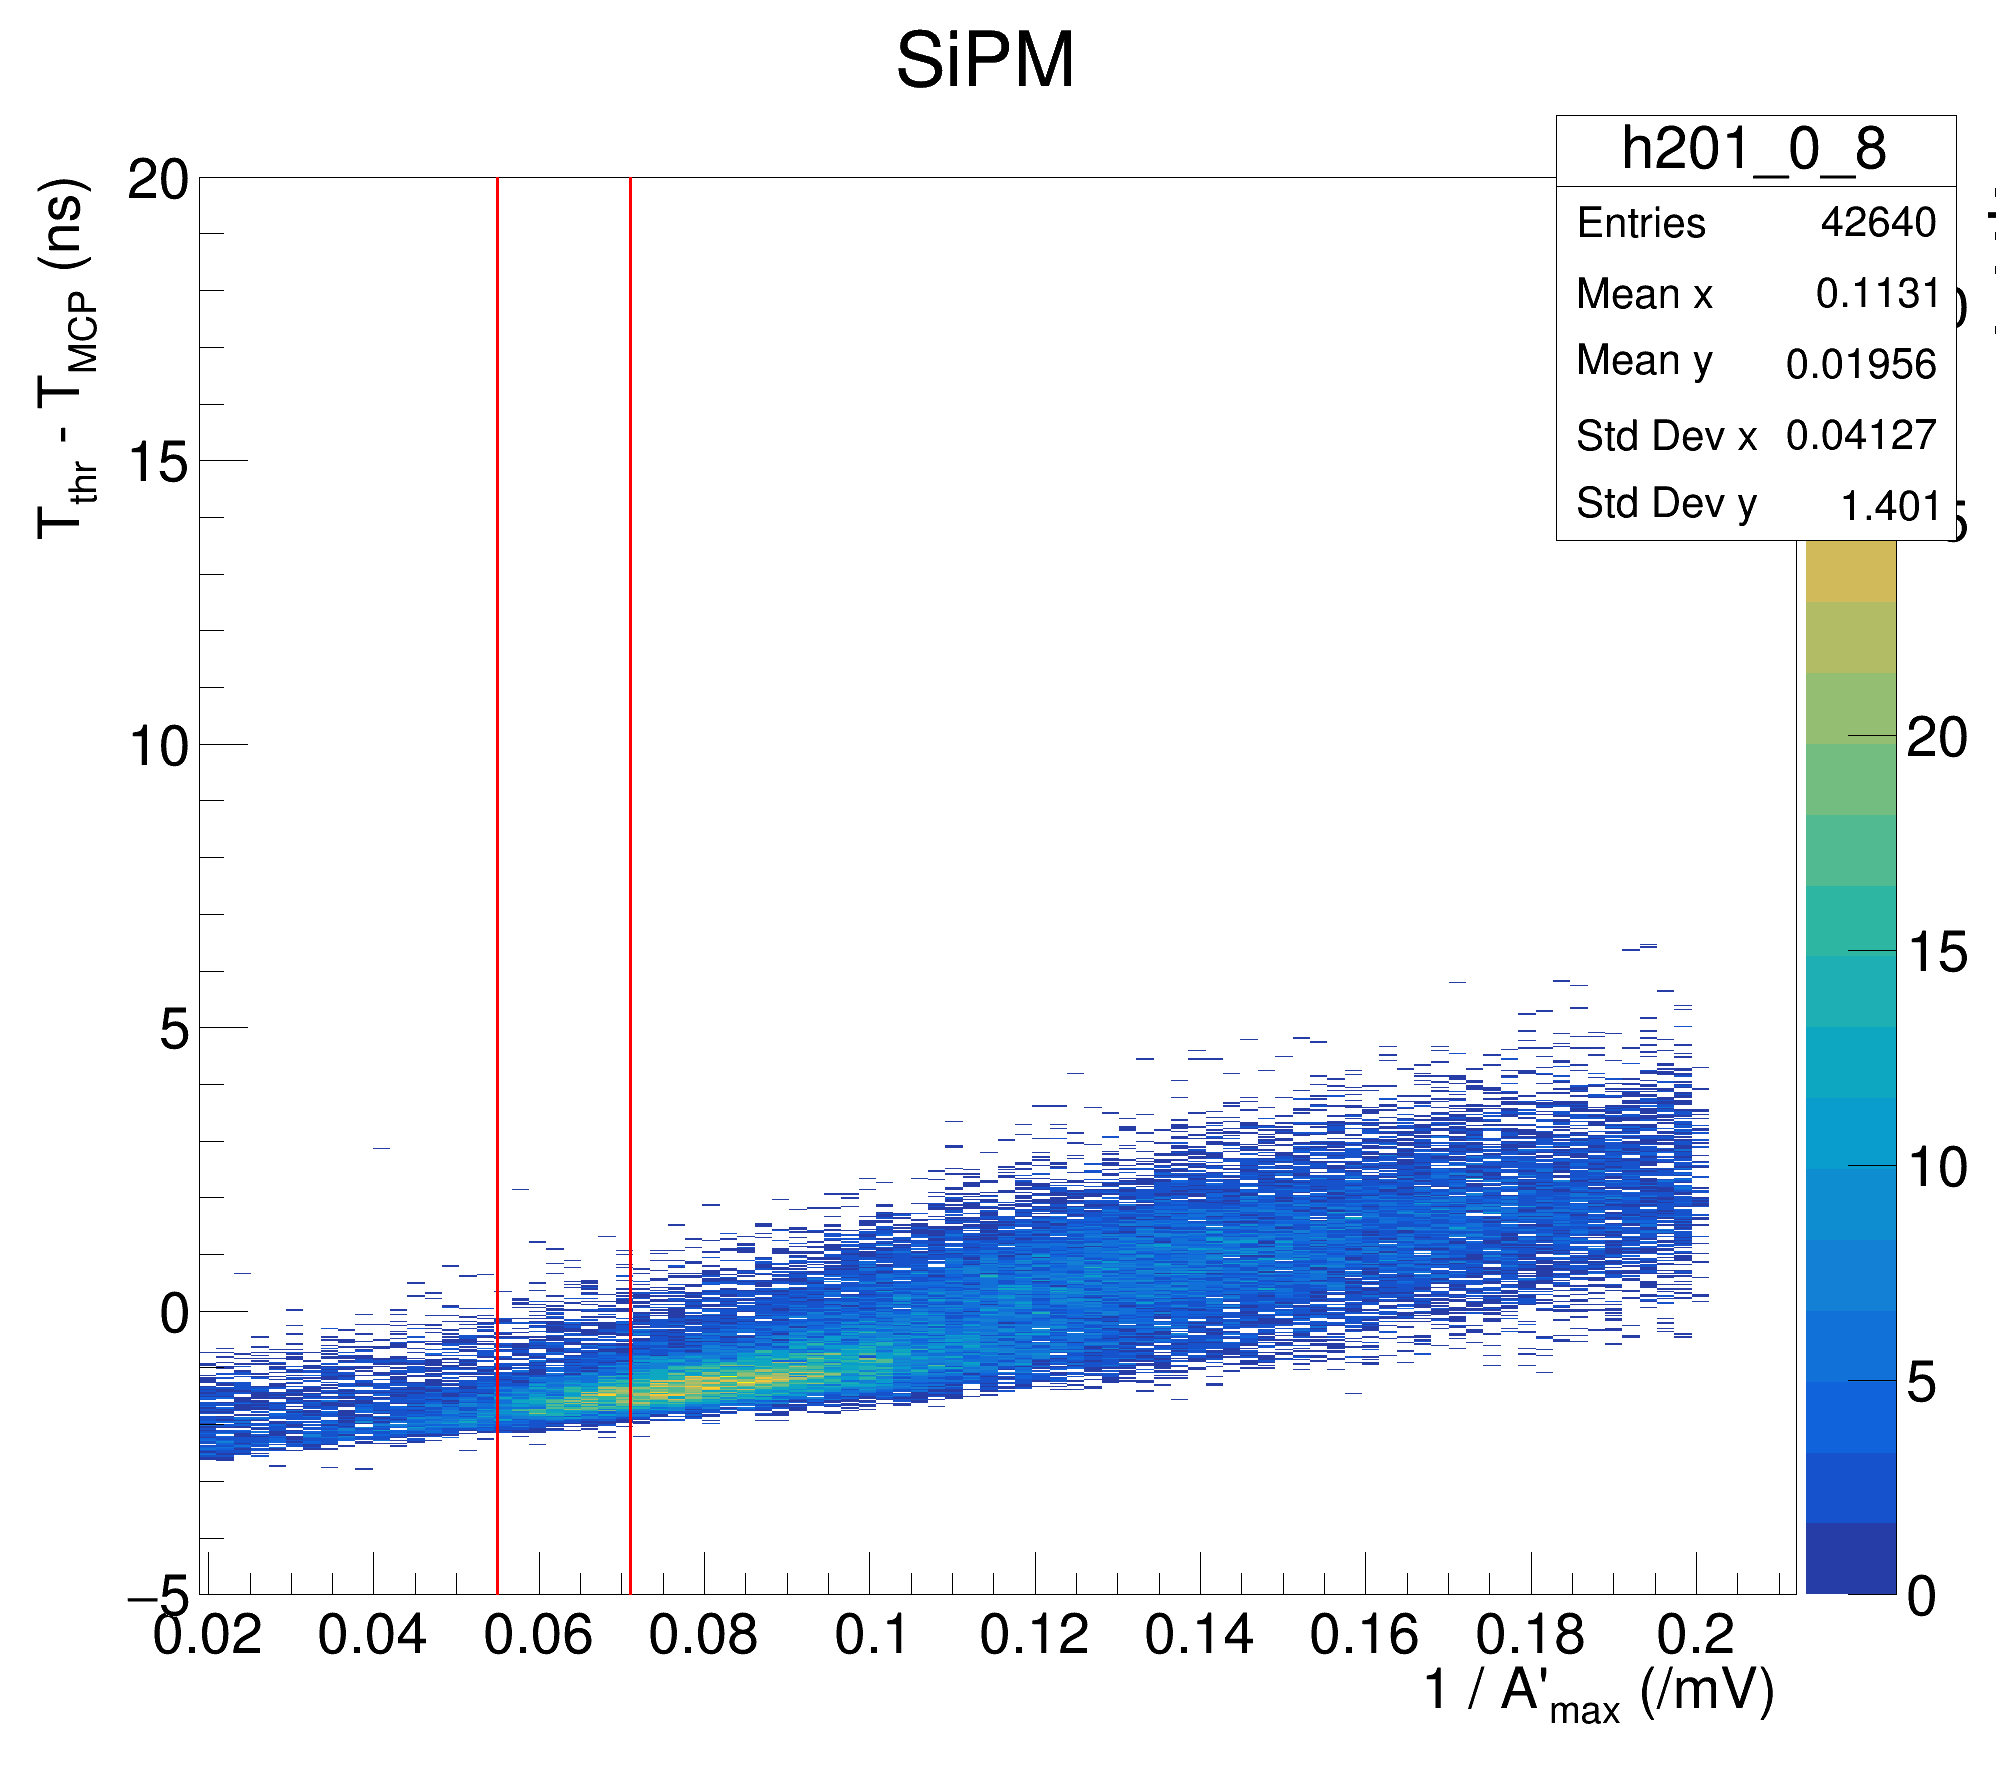 SiPM
h201_0_8
Entries 42640
Mean x 0.1131
Mean y 0.01956
Std Dev x 0.04127
Std Dev y 1.401
T_thr - T_MCP (ns)
20
15
10
5
0
−5
0.02 0.04 0.06 0.08 0.1 0.12 0.14 0.16 0.18 0.2
1 / A'_max (/mV)
20
15
10
5
0